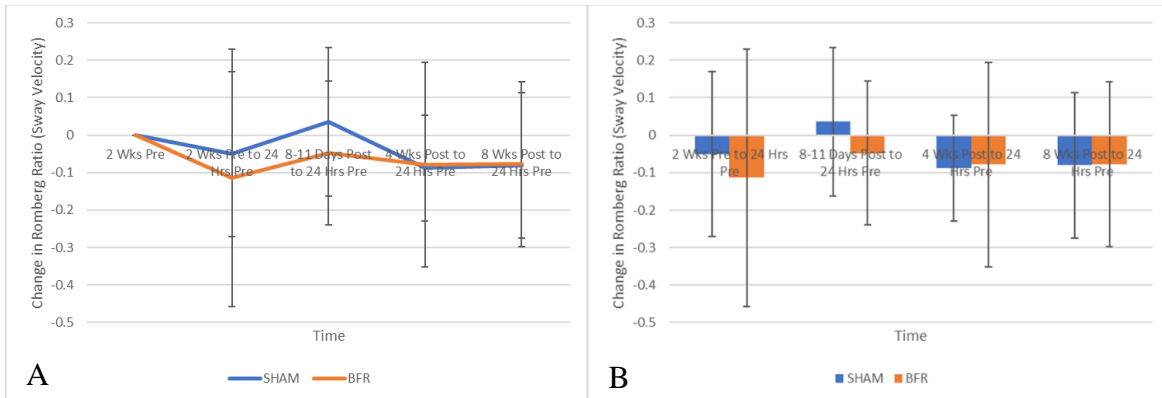 0.3
0.2
0.1
0
-0.1
-0.2
-0.3
-0.4
-0.5
Change in Romberg Ratio (Sway Velocity)
2 Wks Pre
2 Wks Pre to 24
Hrs Pre
8-11 Days Post
to 24 Hrs Pre
4 Wks Post to
24 Hrs Pre
8 Wks Post to
24 Hrs Pre
Time
SHAM
BFR
A
0.3
0.2
0.1
0
-0.1
-0.2
-0.3
-0.4
-0.5
Change in Romberg Ratio (Sway Velocity)
2 Wks Pre to 24 Hrs
Pre
8-11 Days Post to
24 Hrs Pre
4 Wks Post to 24
Hrs Pre
8 Wks Post to 24
Hrs Pre
Time
SHAM
BFR
B